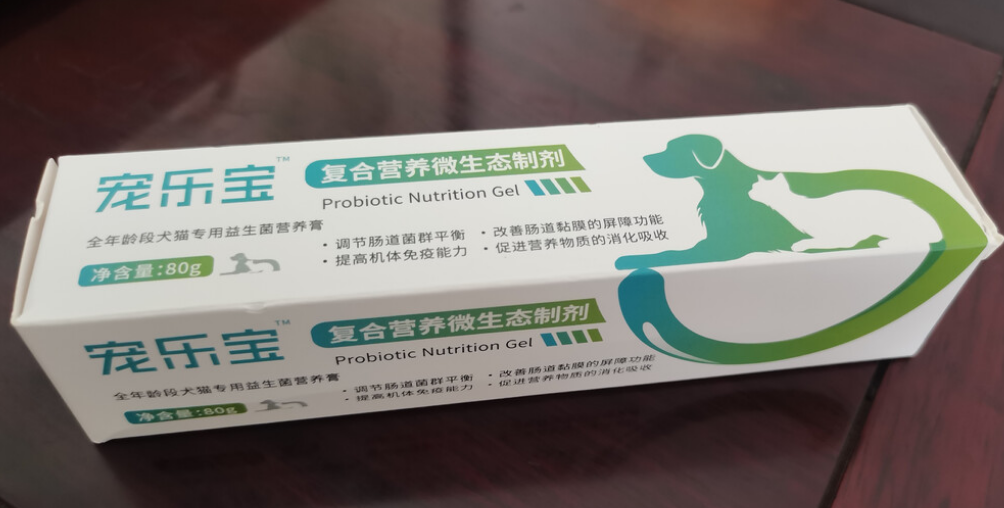 宠乐宝™
复合营养微生态制剂
Probiotic Nutrition Gel
全年龄段犬猫专用益生菌营养膏
· 调节肠道菌群平衡
· 改善肠道黏膜的屏障功能
· 提高机体免疫能力
· 促进营养物质的消化吸收
净含量:80g
宠乐宝™
复合营养微生态制剂
Probiotic Nutrition Gel
全年龄段犬猫专用益生菌营养膏
· 调节肠道菌群平衡
· 改善肠道黏膜的屏障功能
· 提高机体免疫能力
· 促进营养物质的消化吸收
净含量:80g